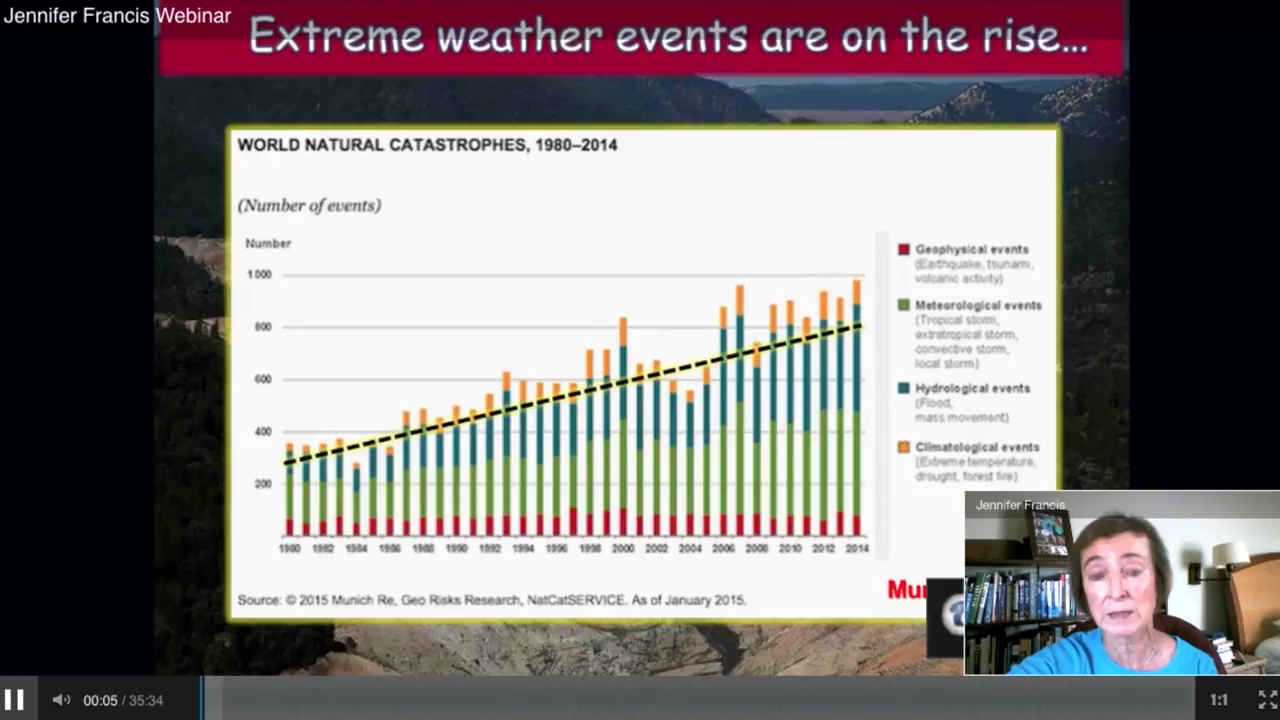 Jennifer Francis Webinar
Extreme weather events are on the rise...
WORLD NATURAL CATASTROPHES, 1980–2014
(Number of events)
Number
1 000
800
600
400
200
1980 1982 1984 1986 1988 1990 1992 1994 1996 1998 2000 2002 2004 2006 2008 2010 2012 2014
Geophysical events
(Earthquake, tsunami,
volcanic activity)
Meteorological events
(Tropical storm,
extratropical storm,
convective storm,
local storm)
Hydrological events
(Flood,
mass movement)
Climatological events
(Extreme temperature,
drought, forest fire)
Source: © 2015 Munich Re, Geo Risks Research, NatCatSERVICE. As of January 2015.
Jennifer Francis
00:05 / 35:34
1:1